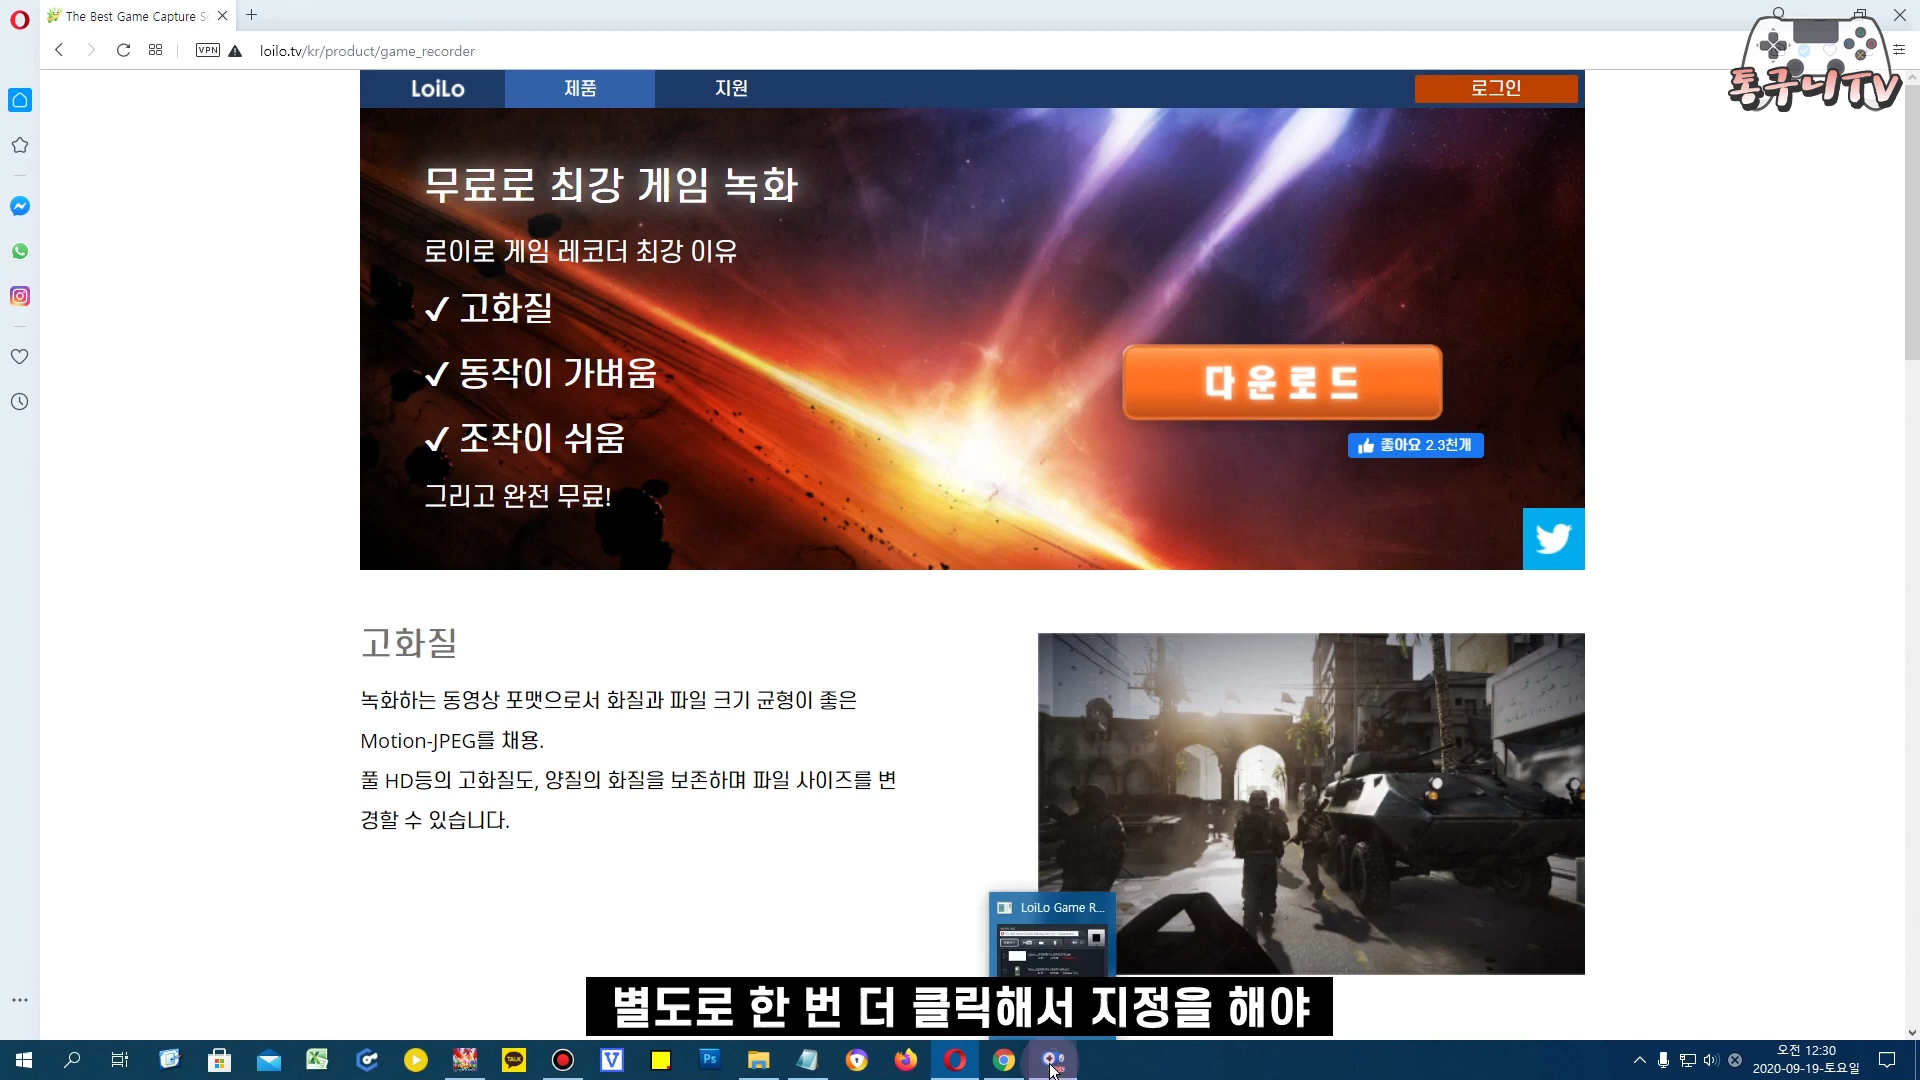 The Best Game Capture S
VPN
loilo.tv/kr/product/game_recorder
통구니TV
LoiLo
제품
지원
로그인
무료로 최강 게임 녹화
로이로 게임 레코더 최강 이유
✓ 고화질
✓ 동작이 가벼움
✓ 조작이 쉬움
그리고 완전 무료!
다운로드
좋아요 2.3천개
고화질
녹화하는 동영상 포맷으로서 화질과 파일 크기 균형이 좋은
Motion-JPEG를 채용.
풀 HD등의 고화질도, 양질의 화질을 보존하며 파일 사이즈를 변
경할 수 있습니다.
LoiLo Game R...
별도로 한 번 더 클릭해서 지정을 해야
TALK
V
Ps
오전 12:30
2020-09-19-토요일